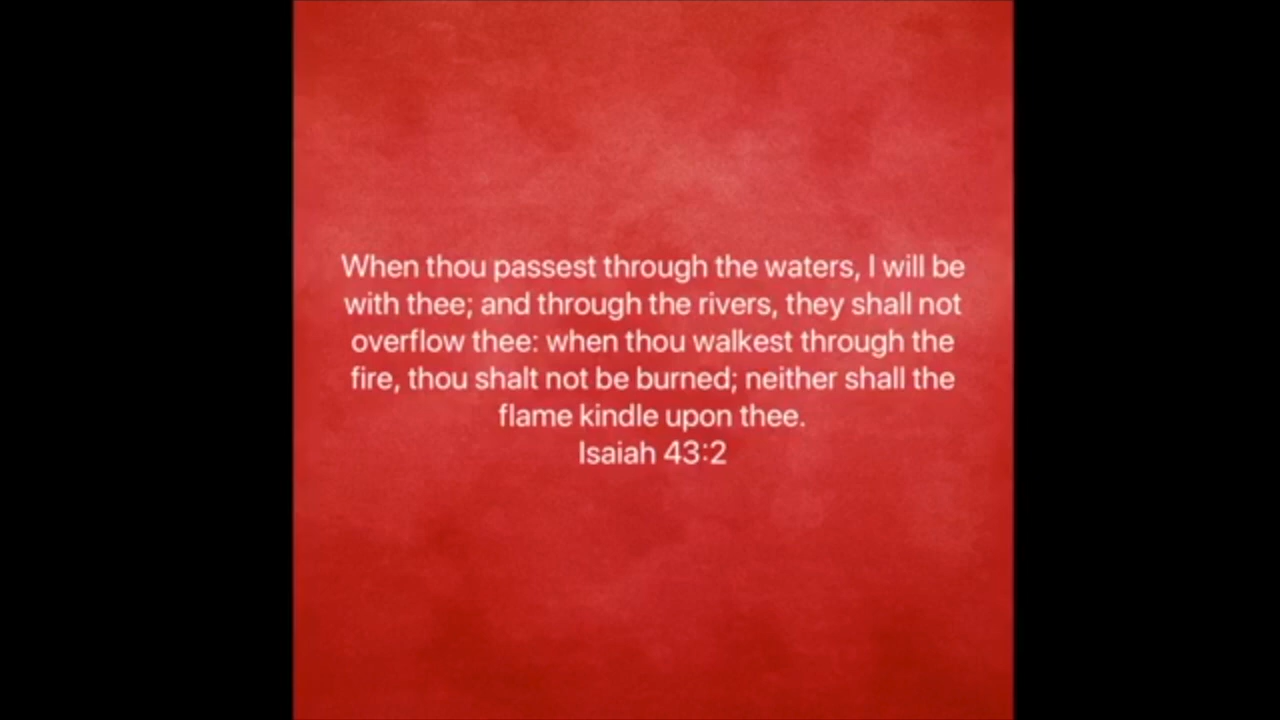 When thou passest through the waters, I will be
with thee; and through the rivers, they shall not
overflow thee: when thou walkest through the
fire, thou shalt not be burned; neither shall the
flame kindle upon thee.
Isaiah 43:2